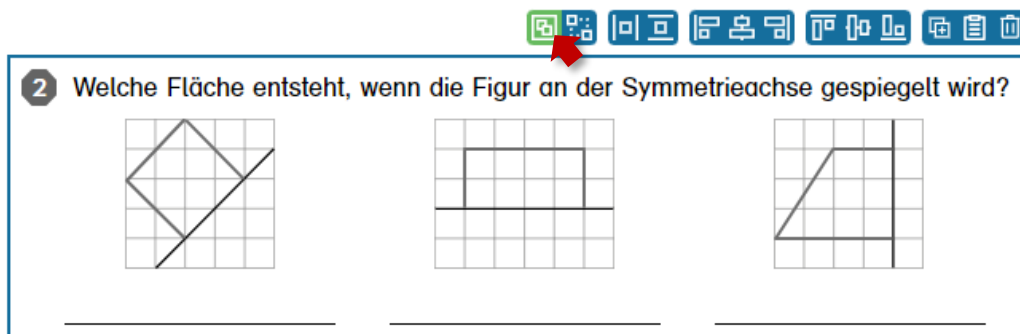 2 Welche Fläche entsteht, wenn die Figur an der Symmetrieachse gespiegelt wird?